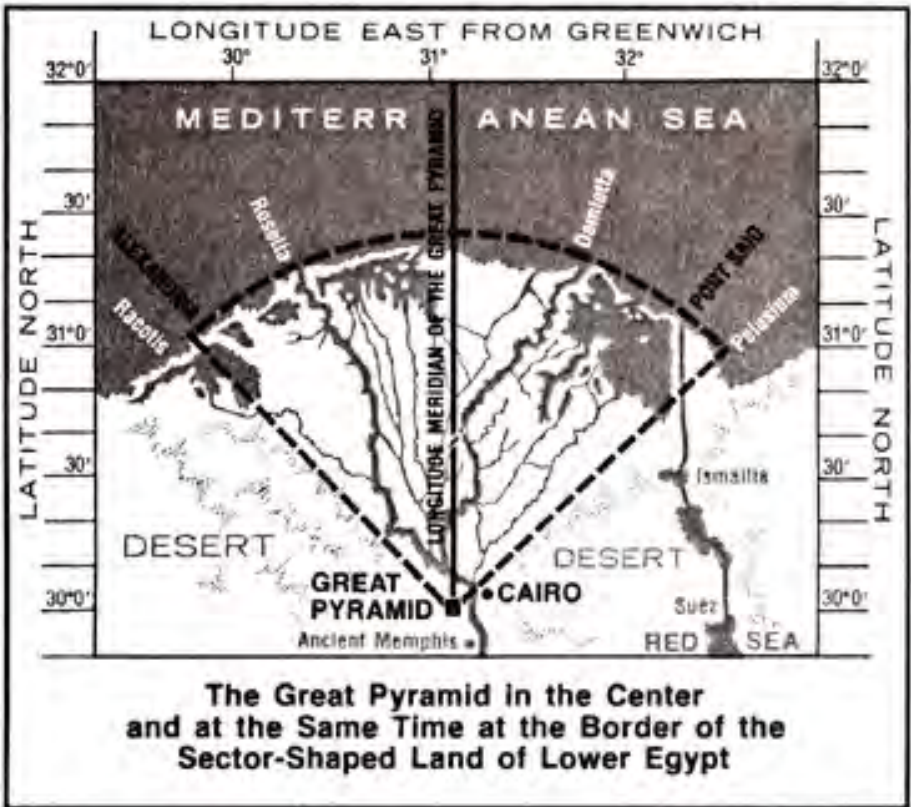 LONGITUDE EAST FROM GREENWICH
30° 31° 32°
32°0' 32°0'
MEDITERR ANEAN SEA
30' 30'
ALEXANDRIA
Racotis
Rosetta
LONGITUDE MERIDIAN OF THE GREAT PYRAMID
Damietta
PORT SAID
Pelusium
LATITUDE NORTH
LATITUDE NORTH
31°0' 31°0'
30' 30'
Ismailia
DESERT
DESERT
GREAT
PYRAMID
CAIRO
30°0' 30°0'
Suez
Ancient Memphis
RED SEA
The Great Pyramid in the Center
and at the Same Time at the Border of the
Sector-Shaped Land of Lower Egypt